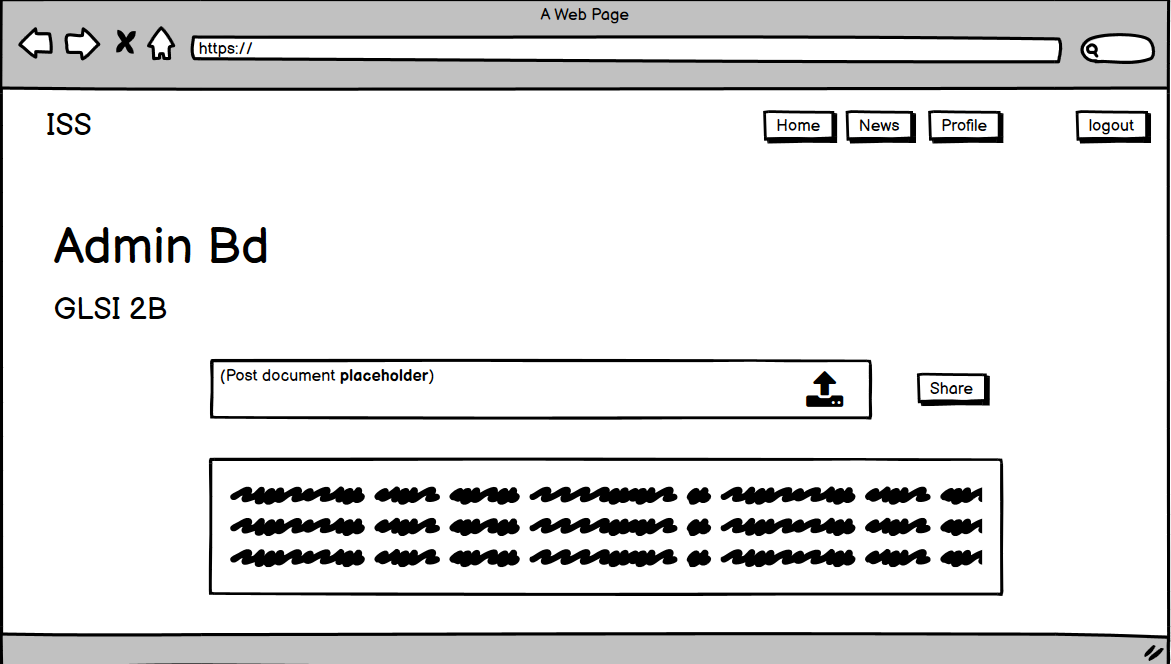 A Web Page
https://
ISS
Home
News
Profile
logout
Admin Bd
GLSI 2B
(Post document placeholder)
Share